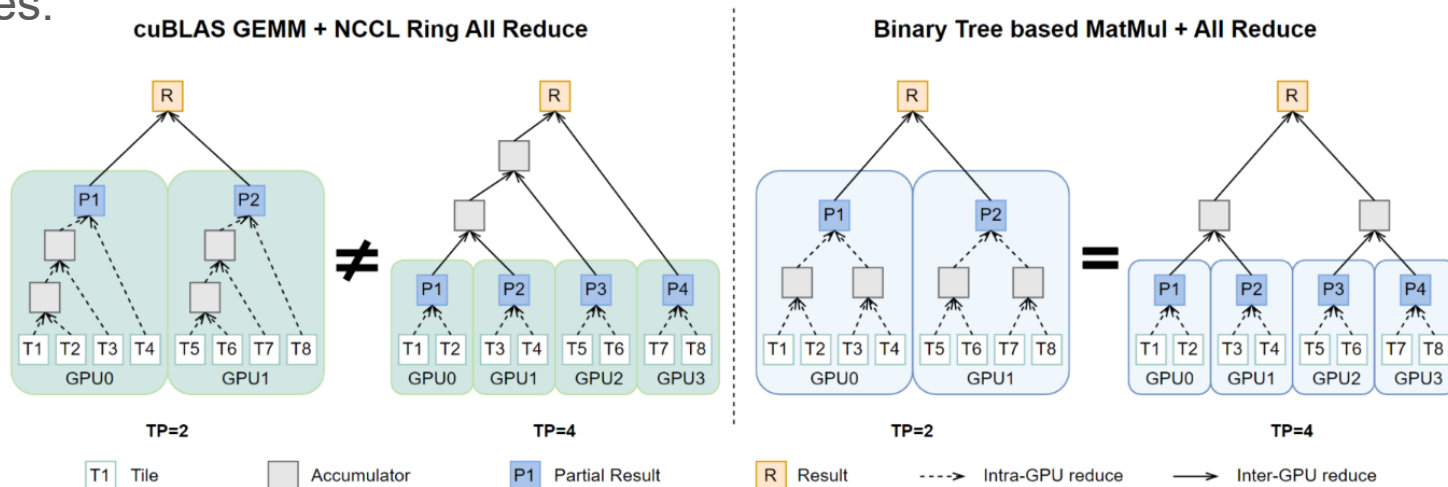 es.
cuBLAS GEMM + NCCL Ring All Reduce
Binary Tree based MatMul + All Reduce
R
R
R
R
P1
P2
P1
P2
P1
P2
P3
P4
P1
P2
P3
P4
≠
=
T1 T2 T3 T4 T5 T6 T7 T8
T1 T2 T3 T4 T5 T6 T7 T8
T1 T2 T3 T4 T5 T6 T7 T8
T1 T2 T3 T4 T5 T6 T7 T8
GPU0 GPU1
GPU0 GPU1 GPU2 GPU3
GPU0 GPU1
GPU0 GPU1 GPU2 GPU3
TP=2
TP=4
TP=2
TP=4
T1 Tile
Accumulator
P1 Partial Result
R Result
Intra-GPU reduce
Inter-GPU reduce